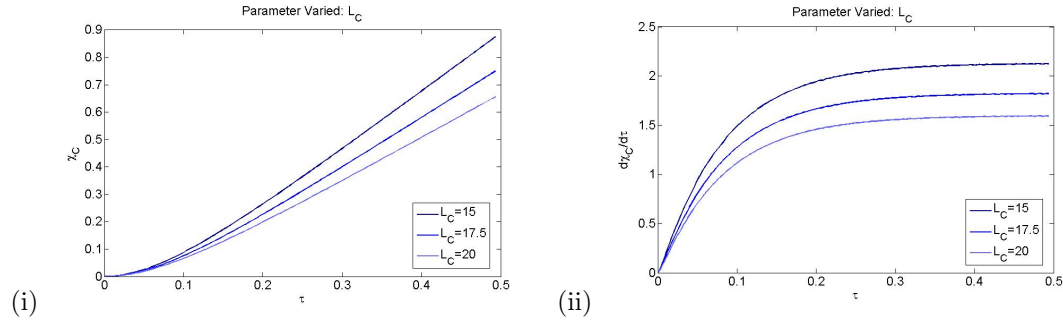 Parameter Varied: L_C
χ_C
0.9
0.8
0.7
0.6
0.5
0.4
0.3
0.2
0.1
0
L_C=15
L_C=17.5
L_C=20
0 0.1 0.2 0.3 0.4 0.5
τ
(i)
Parameter Varied: L_C
dχ_C/dτ
2.5
2
1.5
1
0.5
0
L_C=15
L_C=17.5
L_C=20
0 0.1 0.2 0.3 0.4 0.5
τ
(ii)